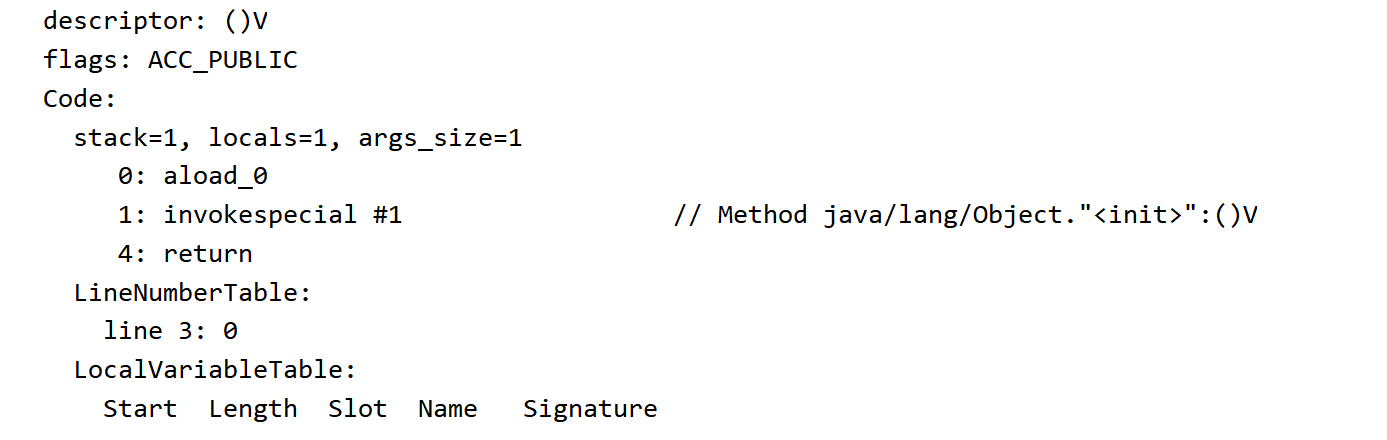 descriptor: ()V
flags: ACC_PUBLIC
Code:
stack=1, locals=1, args_size=1
0: aload_0
1: invokespecial #1 // Method java/lang/Object."<init>":()V
4: return
LineNumberTable:
line 3: 0
LocalVariableTable:
Start Length Slot Name Signature